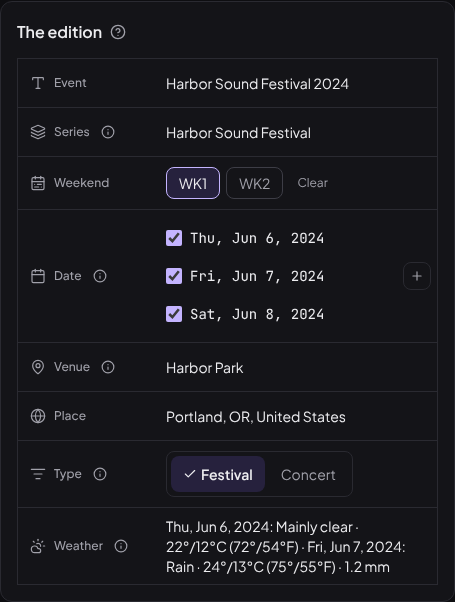 The edition
Event Harbor Sound Festival 2024
Series Harbor Sound Festival
Weekend WK1 WK2 Clear
Thu, Jun 6, 2024
Date Fri, Jun 7, 2024
Sat, Jun 8, 2024
Venue Harbor Park
Place Portland, OR, United States
Type Festival Concert
Thu, Jun 6, 2024: Mainly clear ·
Weather 22°/12°C (72°/54°F) · Fri, Jun 7, 2024:
Rain · 24°/13°C (75°/55°F) · 1.2 mm